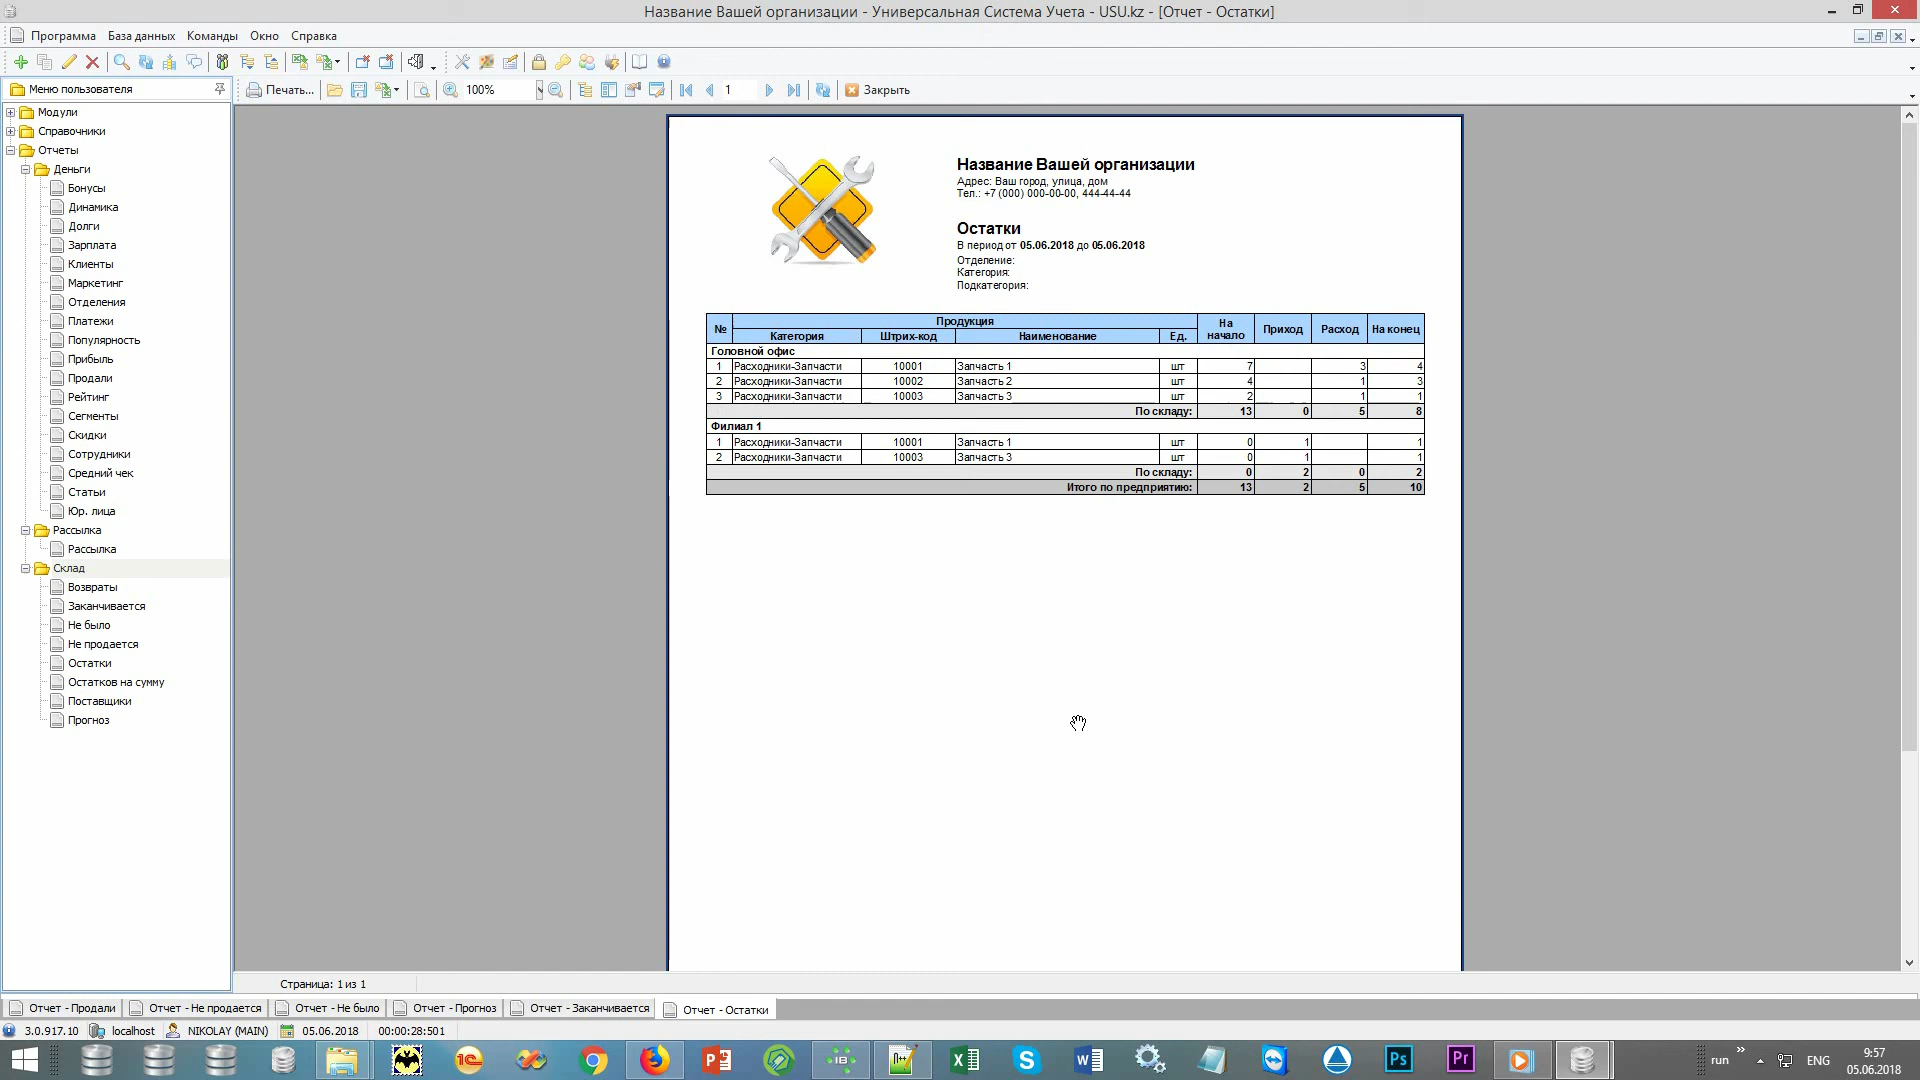 Название Вашей организации - Универсальная Система Учета - USU.kz - [Отчет - Остатки]
Программа База данных Команды Окно Справка
Меню пользователя
Печать... 100% 1 Закрыть
Модули
Справочники
Отчеты
Деньги
Бонусы
Динамика
Долги
Зарплата
Клиенты
Маркетинг
Отделения
Платежи
Популярность
Прибыль
Продали
Рейтинг
Сегменты
Скидки
Сотрудники
Средний чек
Статьи
Юр. лица
Рассылка
Рассылка
Склад
Возвраты
Заканчивается
Не было
Не продается
Остатки
Остатков на сумму
Поставщики
Прогноз
Название Вашей организации
Адрес: Ваш город, улица, дом
Тел.: +7 (000) 000-00-00, 444-44-44
Остатки
В период от 05.06.2018 до 05.06.2018
Отделение:
Категория:
Подкатегория:
№ Продукция На начало Приход Расход На конец
Категория Штрих-код Наименование Ед.
Головной офис
1 Расходники-Запчасти 10001 Запчасть 1 шт 7 3 4
2 Расходники-Запчасти 10002 Запчасть 2 шт 4 1 3
3 Расходники-Запчасти 10003 Запчасть 3 шт 2 1 1
По складу: 13 0 5 8
Филиал 1
1 Расходники-Запчасти 10001 Запчасть 1 шт 0 1 1
2 Расходники-Запчасти 10003 Запчасть 3 шт 0 1 1
По складу: 0 2 0 2
Итого по предприятию: 13 2 5 10
Страница: 1 из 1
Отчет - Продали Отчет - Не продается Отчет - Не было Отчет - Прогноз Отчет - Заканчивается Отчет - Остатки
3.0.917.10 localhost NIKOLAY (MAIN) 05.06.2018 00:00:28:501
run ENG 9:57
05.06.2018